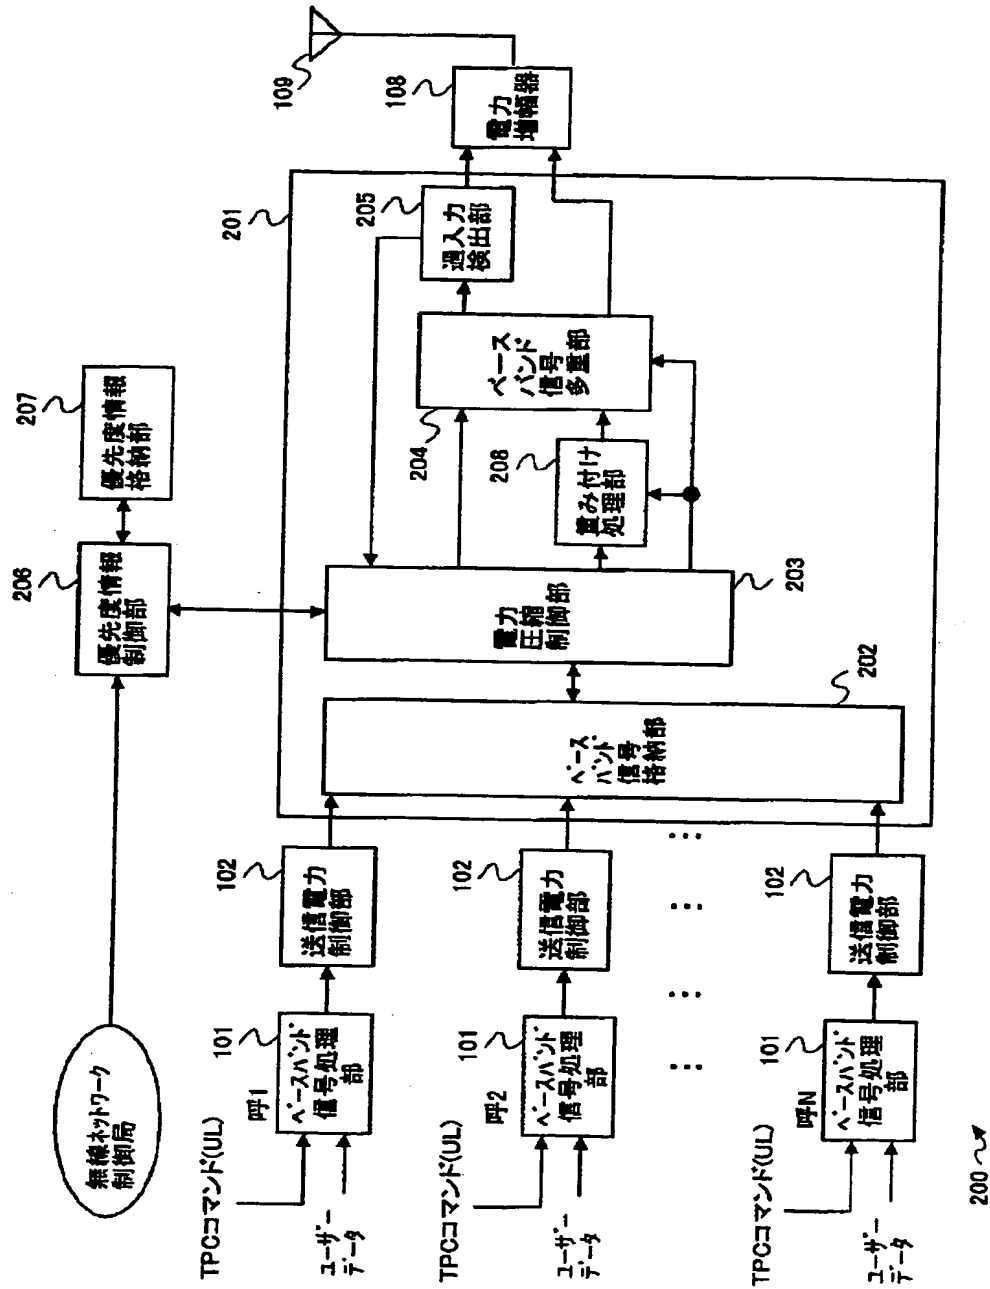 無線ネットワーク
制御局
206
優先度情報
制御部
207
優先度情報
格納部
TPCコマンド(UL)
ユーザー
データ
呼1
101
ベースバンド
信号処理
部
102
送信電力
制御部
TPCコマンド(UL)
ユーザー
データ
呼2
101
ベースバンド
信号処理
部
102
送信電力
制御部
TPCコマンド(UL)
ユーザー
データ
呼N
101
ベースバンド
信号処理
部
102
送信電力
制御部
201
ベース
バンド
信号
格納部
202
電力
圧縮
制御部
203
208
重み付け
処理部
204
ベース
バンド
信号
多重部
205
過入力
検出部
108
電力
増幅器
109
200